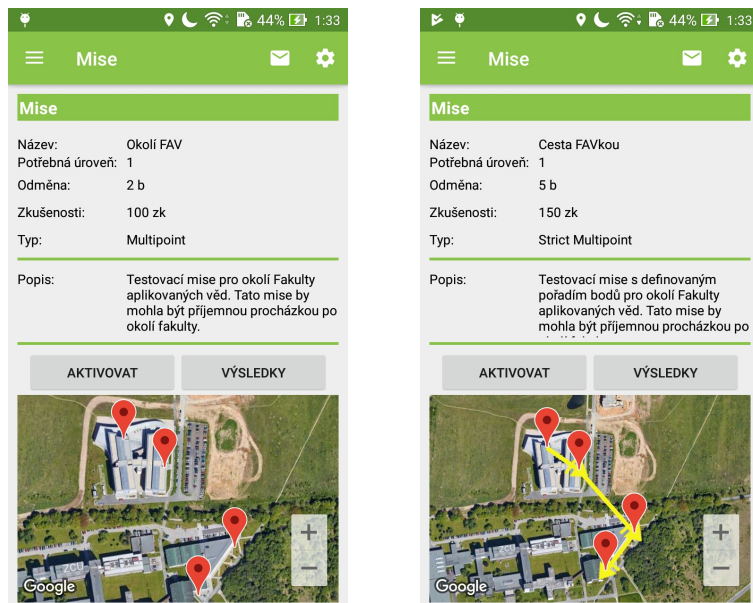 44% 1:33
Mise
Mise
Název: Okolí FAV
Potřebná úroveň: 1
Odměna: 2 b
Zkušenosti: 100 zk
Typ: Multipoint
Popis: Testovací mise pro okolí Fakulty
aplikovaných věd. Tato mise by
mohla být příjemnou procházkou po
okolí fakulty.
AKTIVOVAT VÝSLEDKY
ZCU
+
−
Google
44% 1:33
Mise
Mise
Název: Cesta FAVkou
Potřebná úroveň: 1
Odměna: 5 b
Zkušenosti: 150 zk
Typ: Strict Multipoint
Popis: Testovací mise s definovaným
pořadím bodů pro okolí Fakulty
aplikovaných věd. Tato mise by
mohla být příjemnou procházkou po
AKTIVOVAT VÝSLEDKY
ZCU
+
−
Google